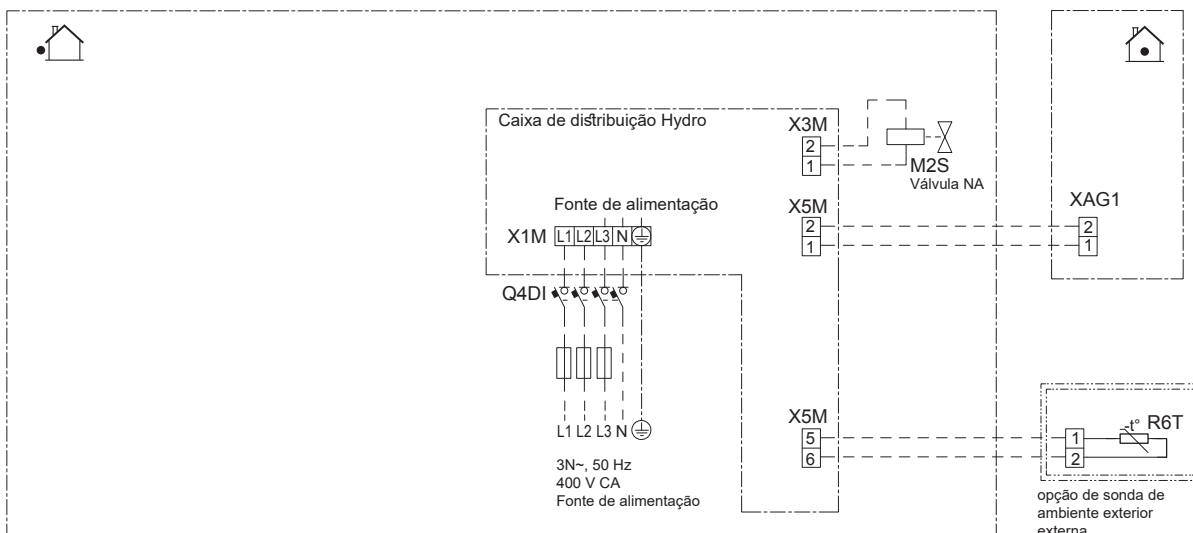 Caixa de distribuição Hydro
X3M
2
1
M2S
Válvula NA
Fonte de alimentação
X1M L1 L2 L3 N
X5M
2
1
XAG1
2
1
Q4DI
L1 L2 L3 N
3N~, 50 Hz
400 V CA
Fonte de alimentação
X5M
5
6
1
2
-t° R6T
opção de sonda de
ambiente exterior
externa